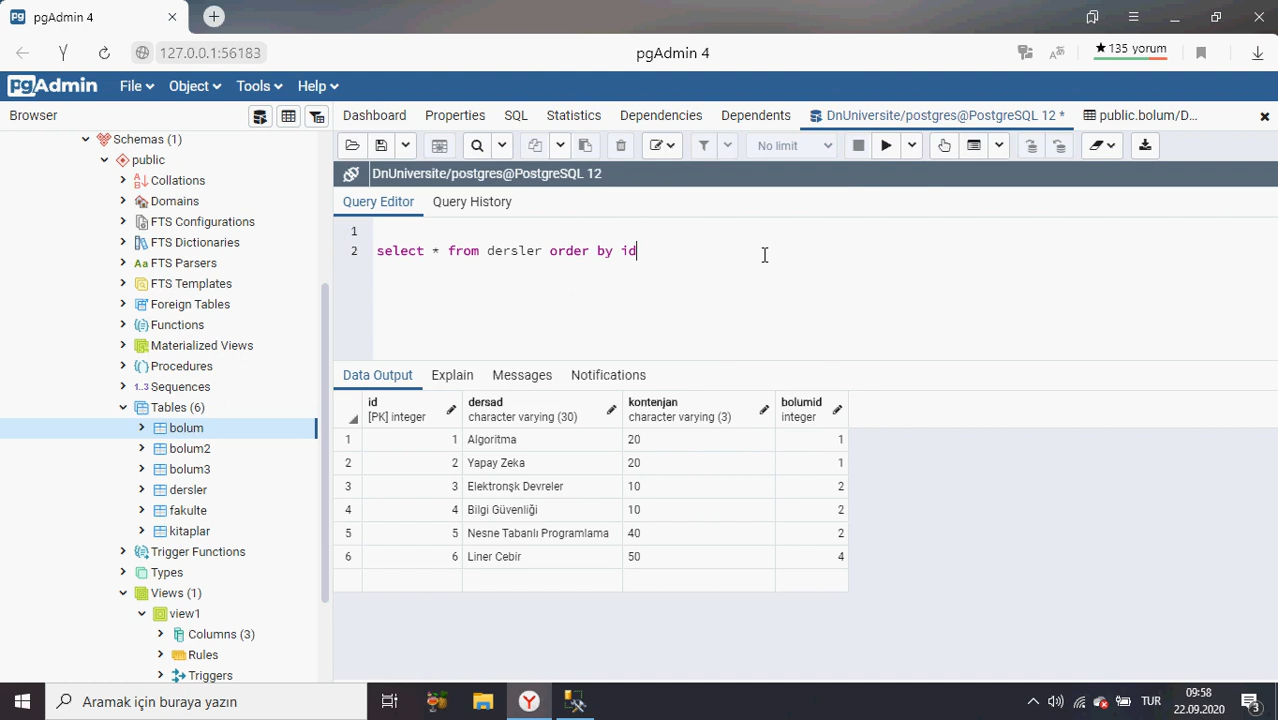 pgAdmin 4
127.0.0.1:56183
pgAdmin 4
135 yorum
pgAdmin
File
Object
Tools
Help
Browser
Dashboard
Properties
SQL
Statistics
Dependencies
Dependents
DnUniversite/postgres@PostgreSQL 12 *
public.bolum/D...
No limit
DnUniversite/postgres@PostgreSQL 12
Query Editor
Query History
1
2 select * from dersler order by id
Schemas (1)
public
Collations
Domains
FTS Configurations
FTS Dictionaries
FTS Parsers
FTS Templates
Foreign Tables
Functions
Materialized Views
Procedures
1..3 Sequences
Tables (6)
bolum
bolum2
bolum3
dersler
fakulte
kitaplar
Trigger Functions
Types
Views (1)
view1
Columns (3)
Rules
Triggers
Data Output
Explain
Messages
Notifications
id dersad kontenjan bolumid
[PK] integer character varying (30) character varying (3) integer
1 1 Algoritma 20 1
2 2 Yapay Zeka 20 1
3 3 Elektronşk Devreler 10 2
4 4 Bilgi Güvenliği 10 2
5 5 Nesne Tabanlı Programlama 40 2
6 6 Liner Cebir 50 4
Aramak için buraya yazın
TUR
09:58
22.09.2020
3